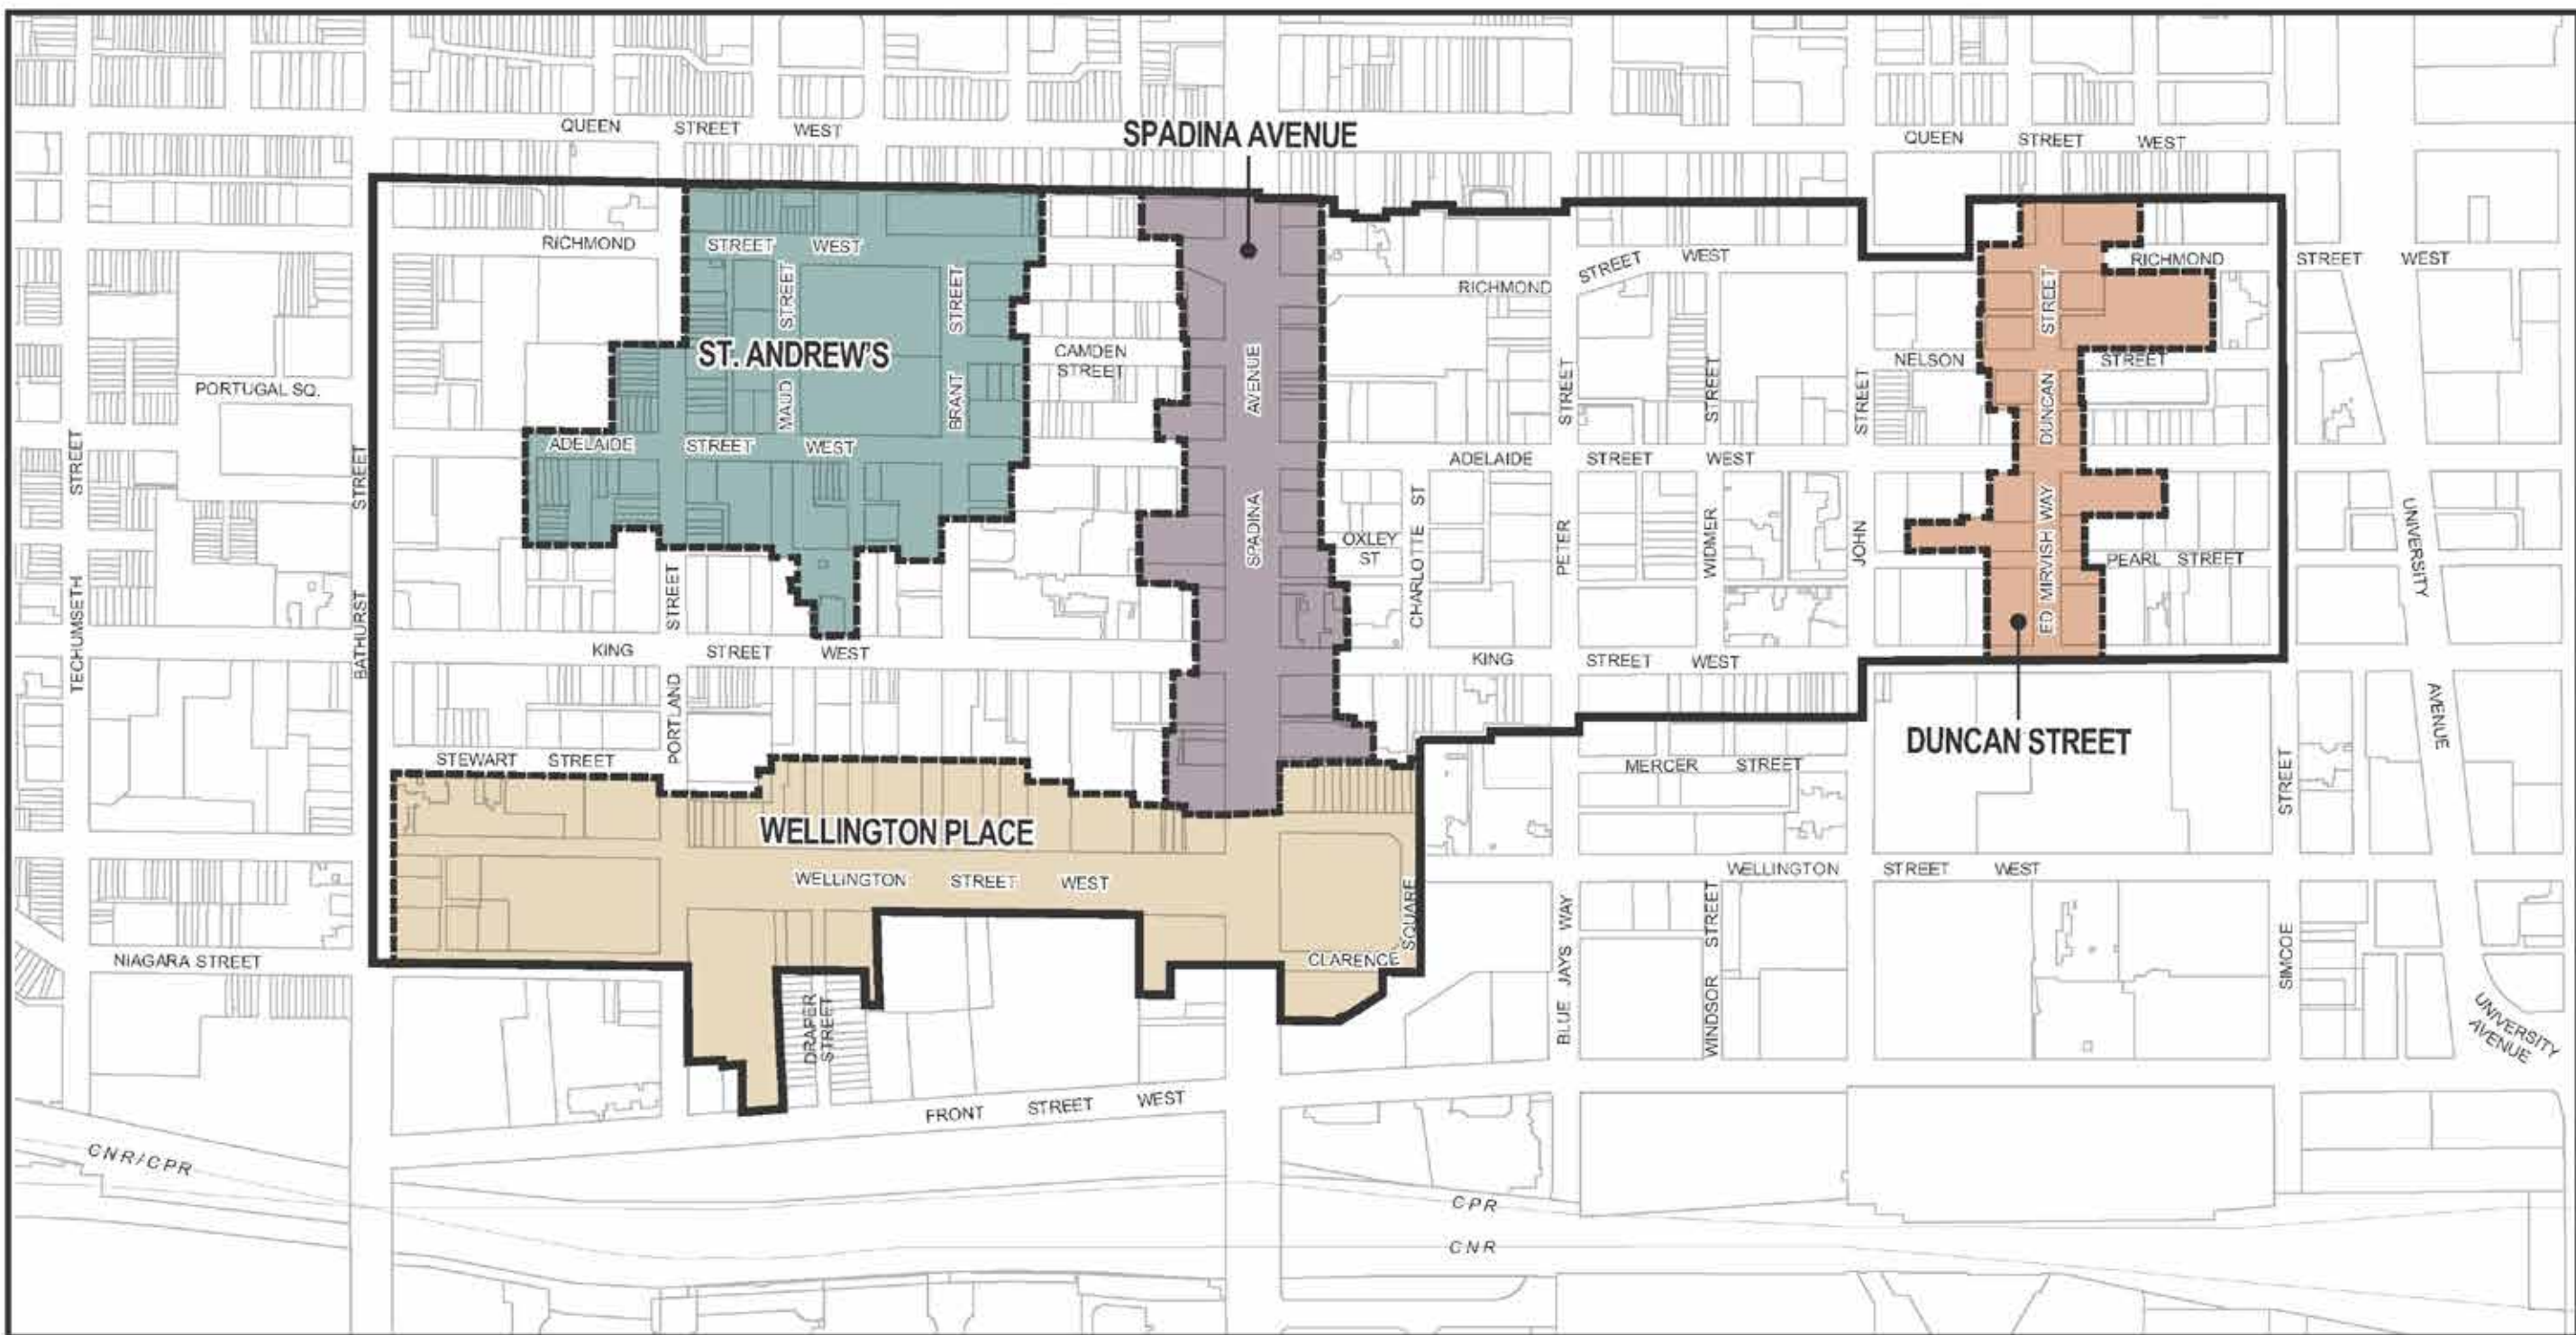 QUEEN STREET WEST
SPADINA AVENUE
QUEEN STREET WEST
RICHMOND STREET WEST
RICHMOND STREET WEST
RICHMOND STREET WEST
MAUD STREET
BRANT STREET
ST. ANDREW'S
CAMDEN
STREET
SPADINA AVENUE
DUNCAN STREET
NELSON STREET
PORTUGAL SQ.
ADELAIDE STREET WEST
ADELAIDE STREET WEST
TECHUMSETH STREET
BATHURST STREET
PORTLAND STREET
OXLEY
ST
CHARLOTTE ST
PETER STREET
WIDMER STREET
JOHN STREET
ED MIRVISH WAY
PEARL STREET
UNIVERSITY AVENUE
KING STREET WEST
KING STREET WEST
DUNCAN STREET
STEWART STREET
MERCER STREET
WELLINGTON PLACE
WELLINGTON STREET WEST
WELLINGTON STREET WEST
CLARENCE SQUARE
BLUE JAYS WAY
WINDSOR STREET
SIMCOE STREET
NIAGARA STREET
DRAPER
STREET
UNIVERSITY
AVENUE
FRONT STREET WEST
CNR/CPR
CPR
CNR